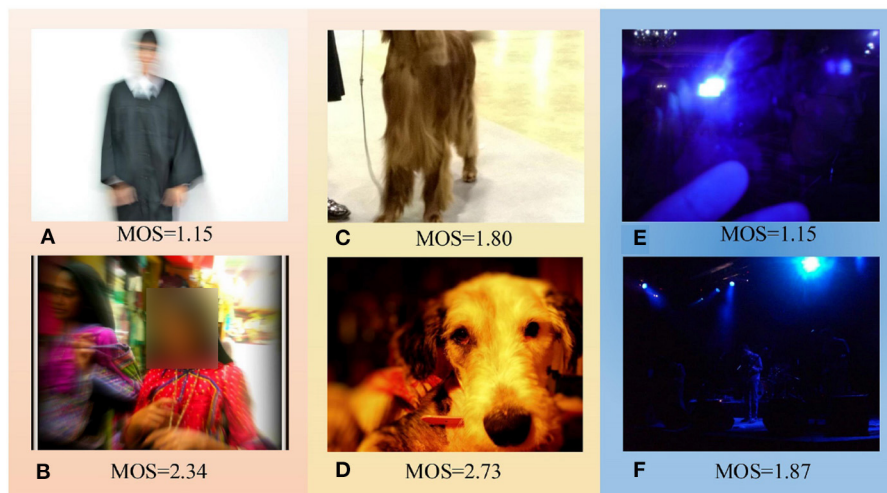 A MOS=1.15
C MOS=1.80
E MOS=1.15
B MOS=2.34
D MOS=2.73
F MOS=1.87